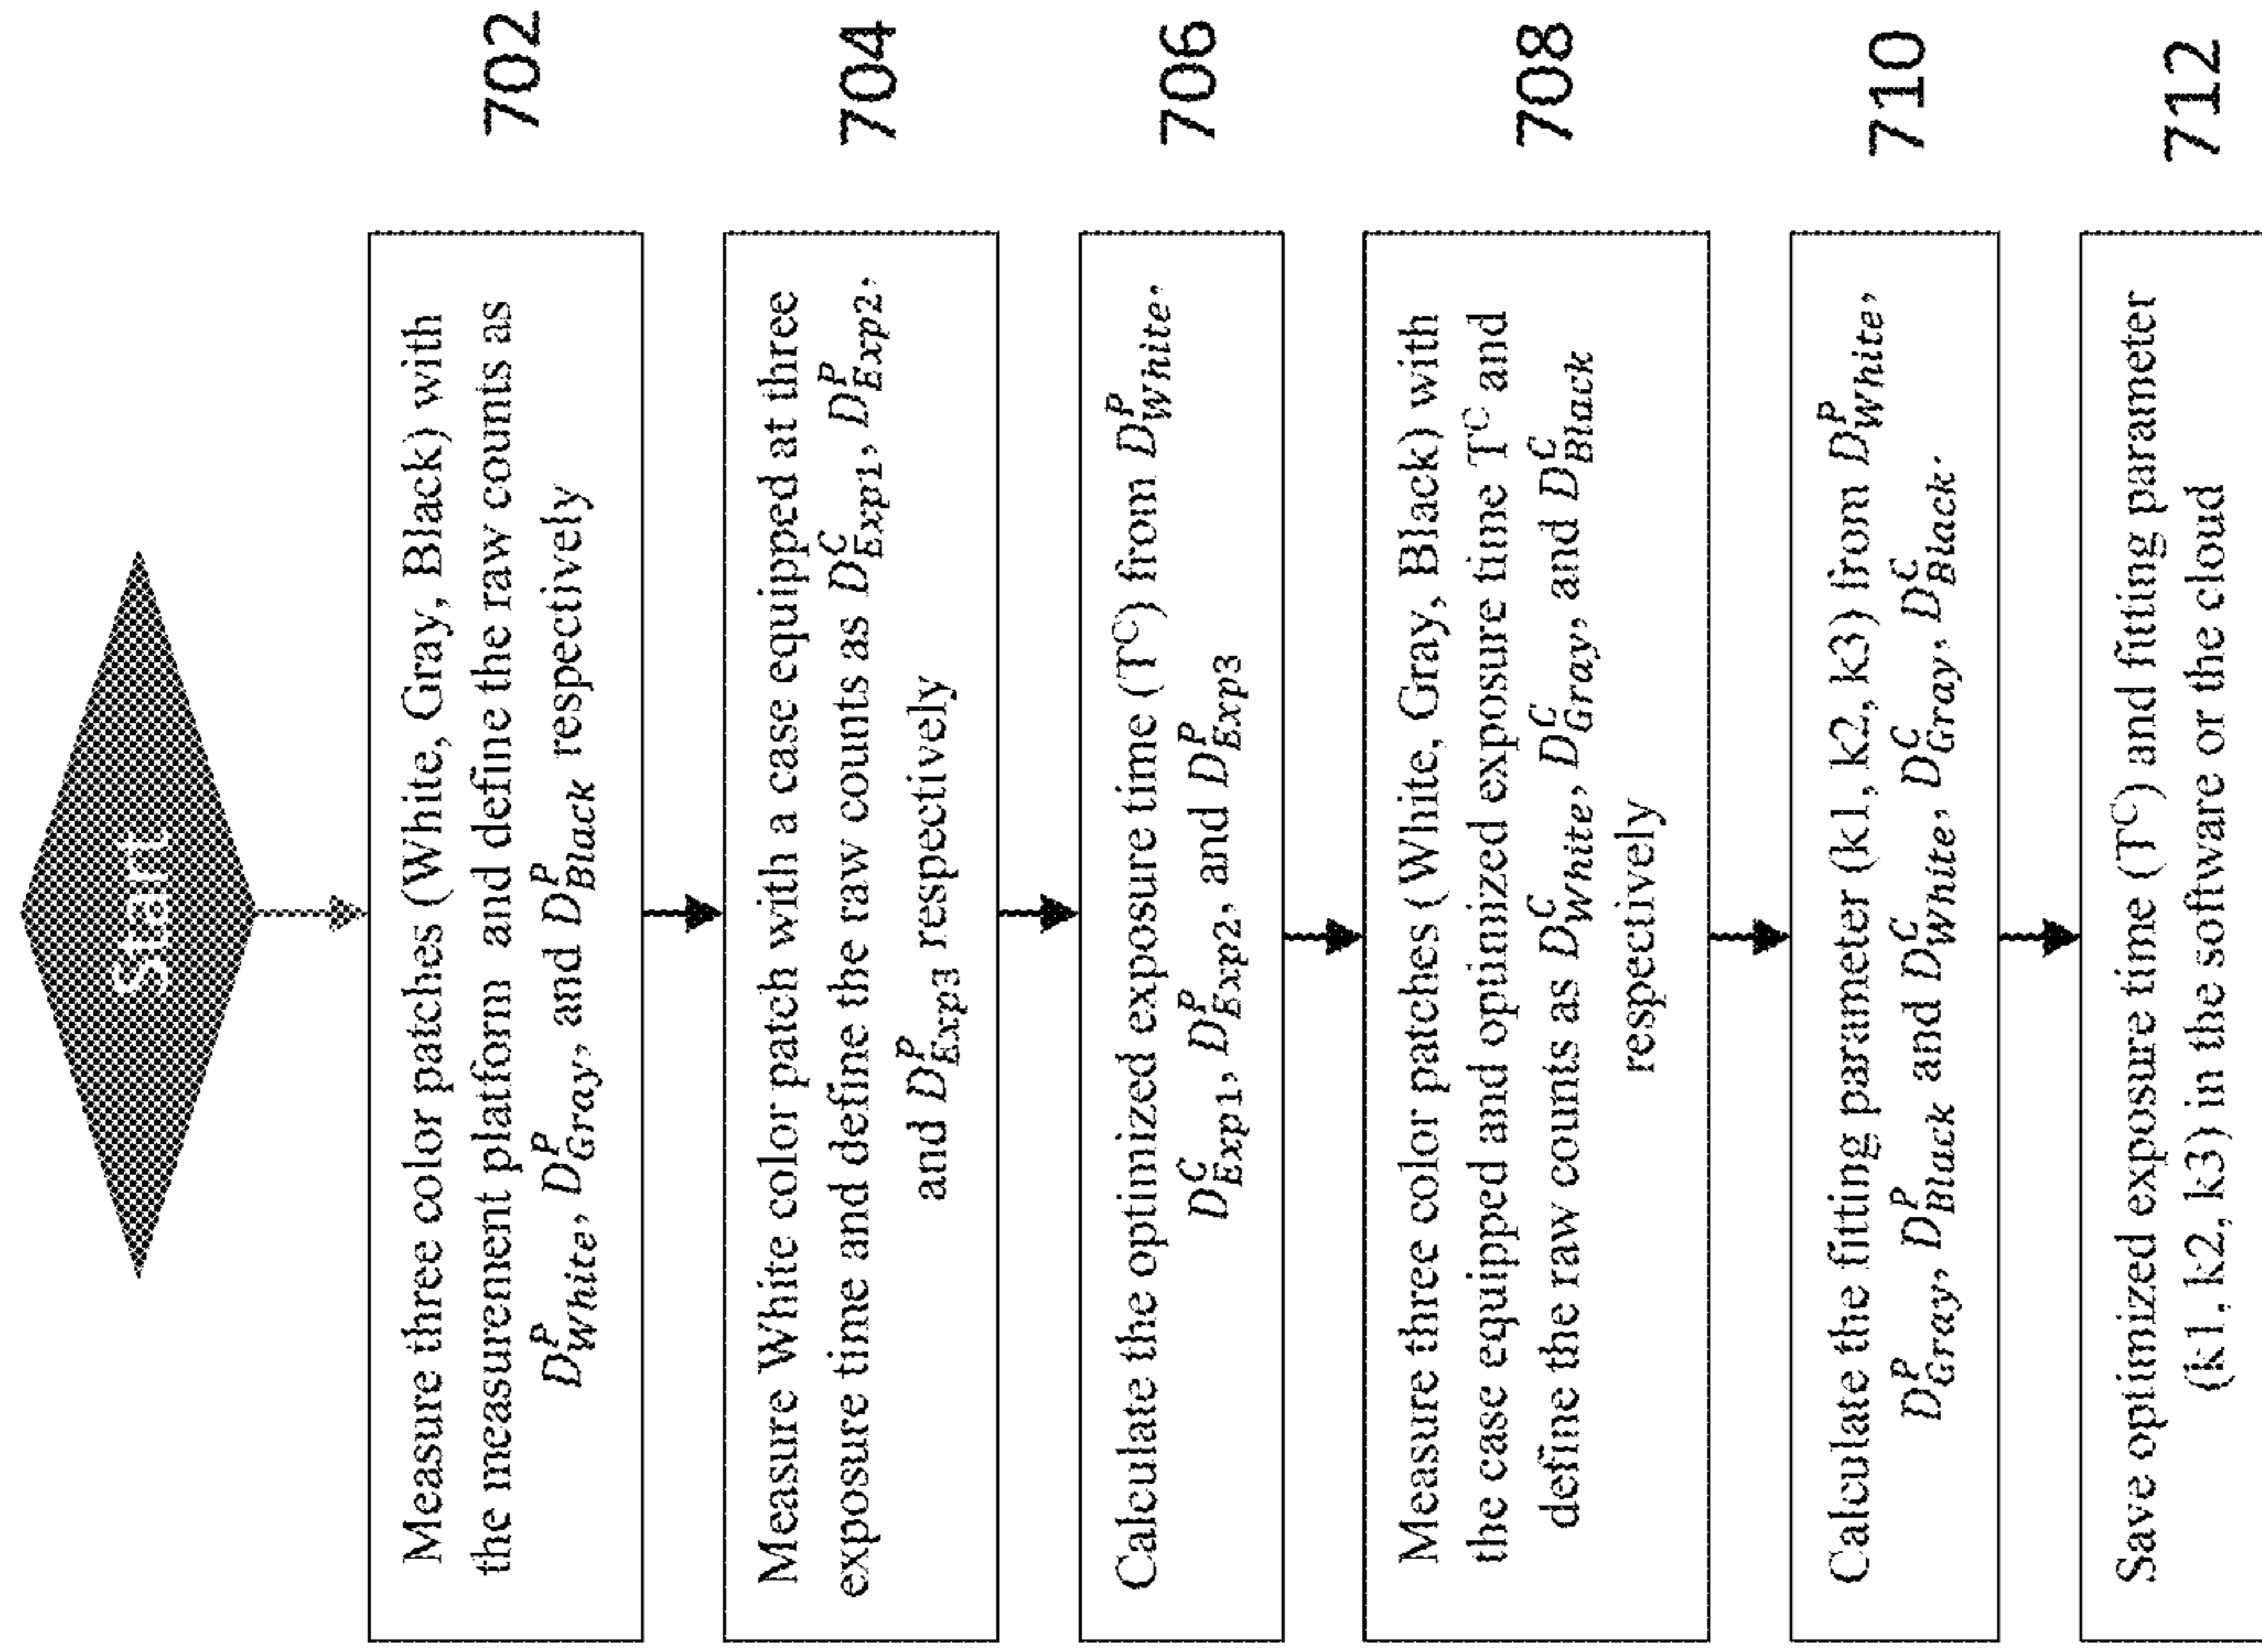 Start
Measure three color patches (White, Gray, Black) with
the measurement platform and define the raw counts as
D^P_White, D^P_Gray, and D^P_Black respectively
702
Measure White color patch with a case equipped at three
exposure time and define the raw counts as D^C_Exp1, D^P_Exp2,
and D^P_Exp3 respectively
704
Calculate the optimized exposure time (T^C) from D^P_White,
D^C_Exp1, D^P_Exp2, and D^P_Exp3
706
Measure three color patches (White, Gray, Black) with
the case equipped and optimized exposure time T^C and
define the raw counts as D^C_White, D^C_Gray, and D^C_Black
respectively
708
Calculate the fitting parameter (k1, k2, k3) from D^P_White,
D^P_Gray, D^P_Black and D^C_White, D^C_Gray, D^C_Black.
710
Save optimized exposure time (T^C) and fitting parameter
(k1, k2, k3) in the software or the cloud
712